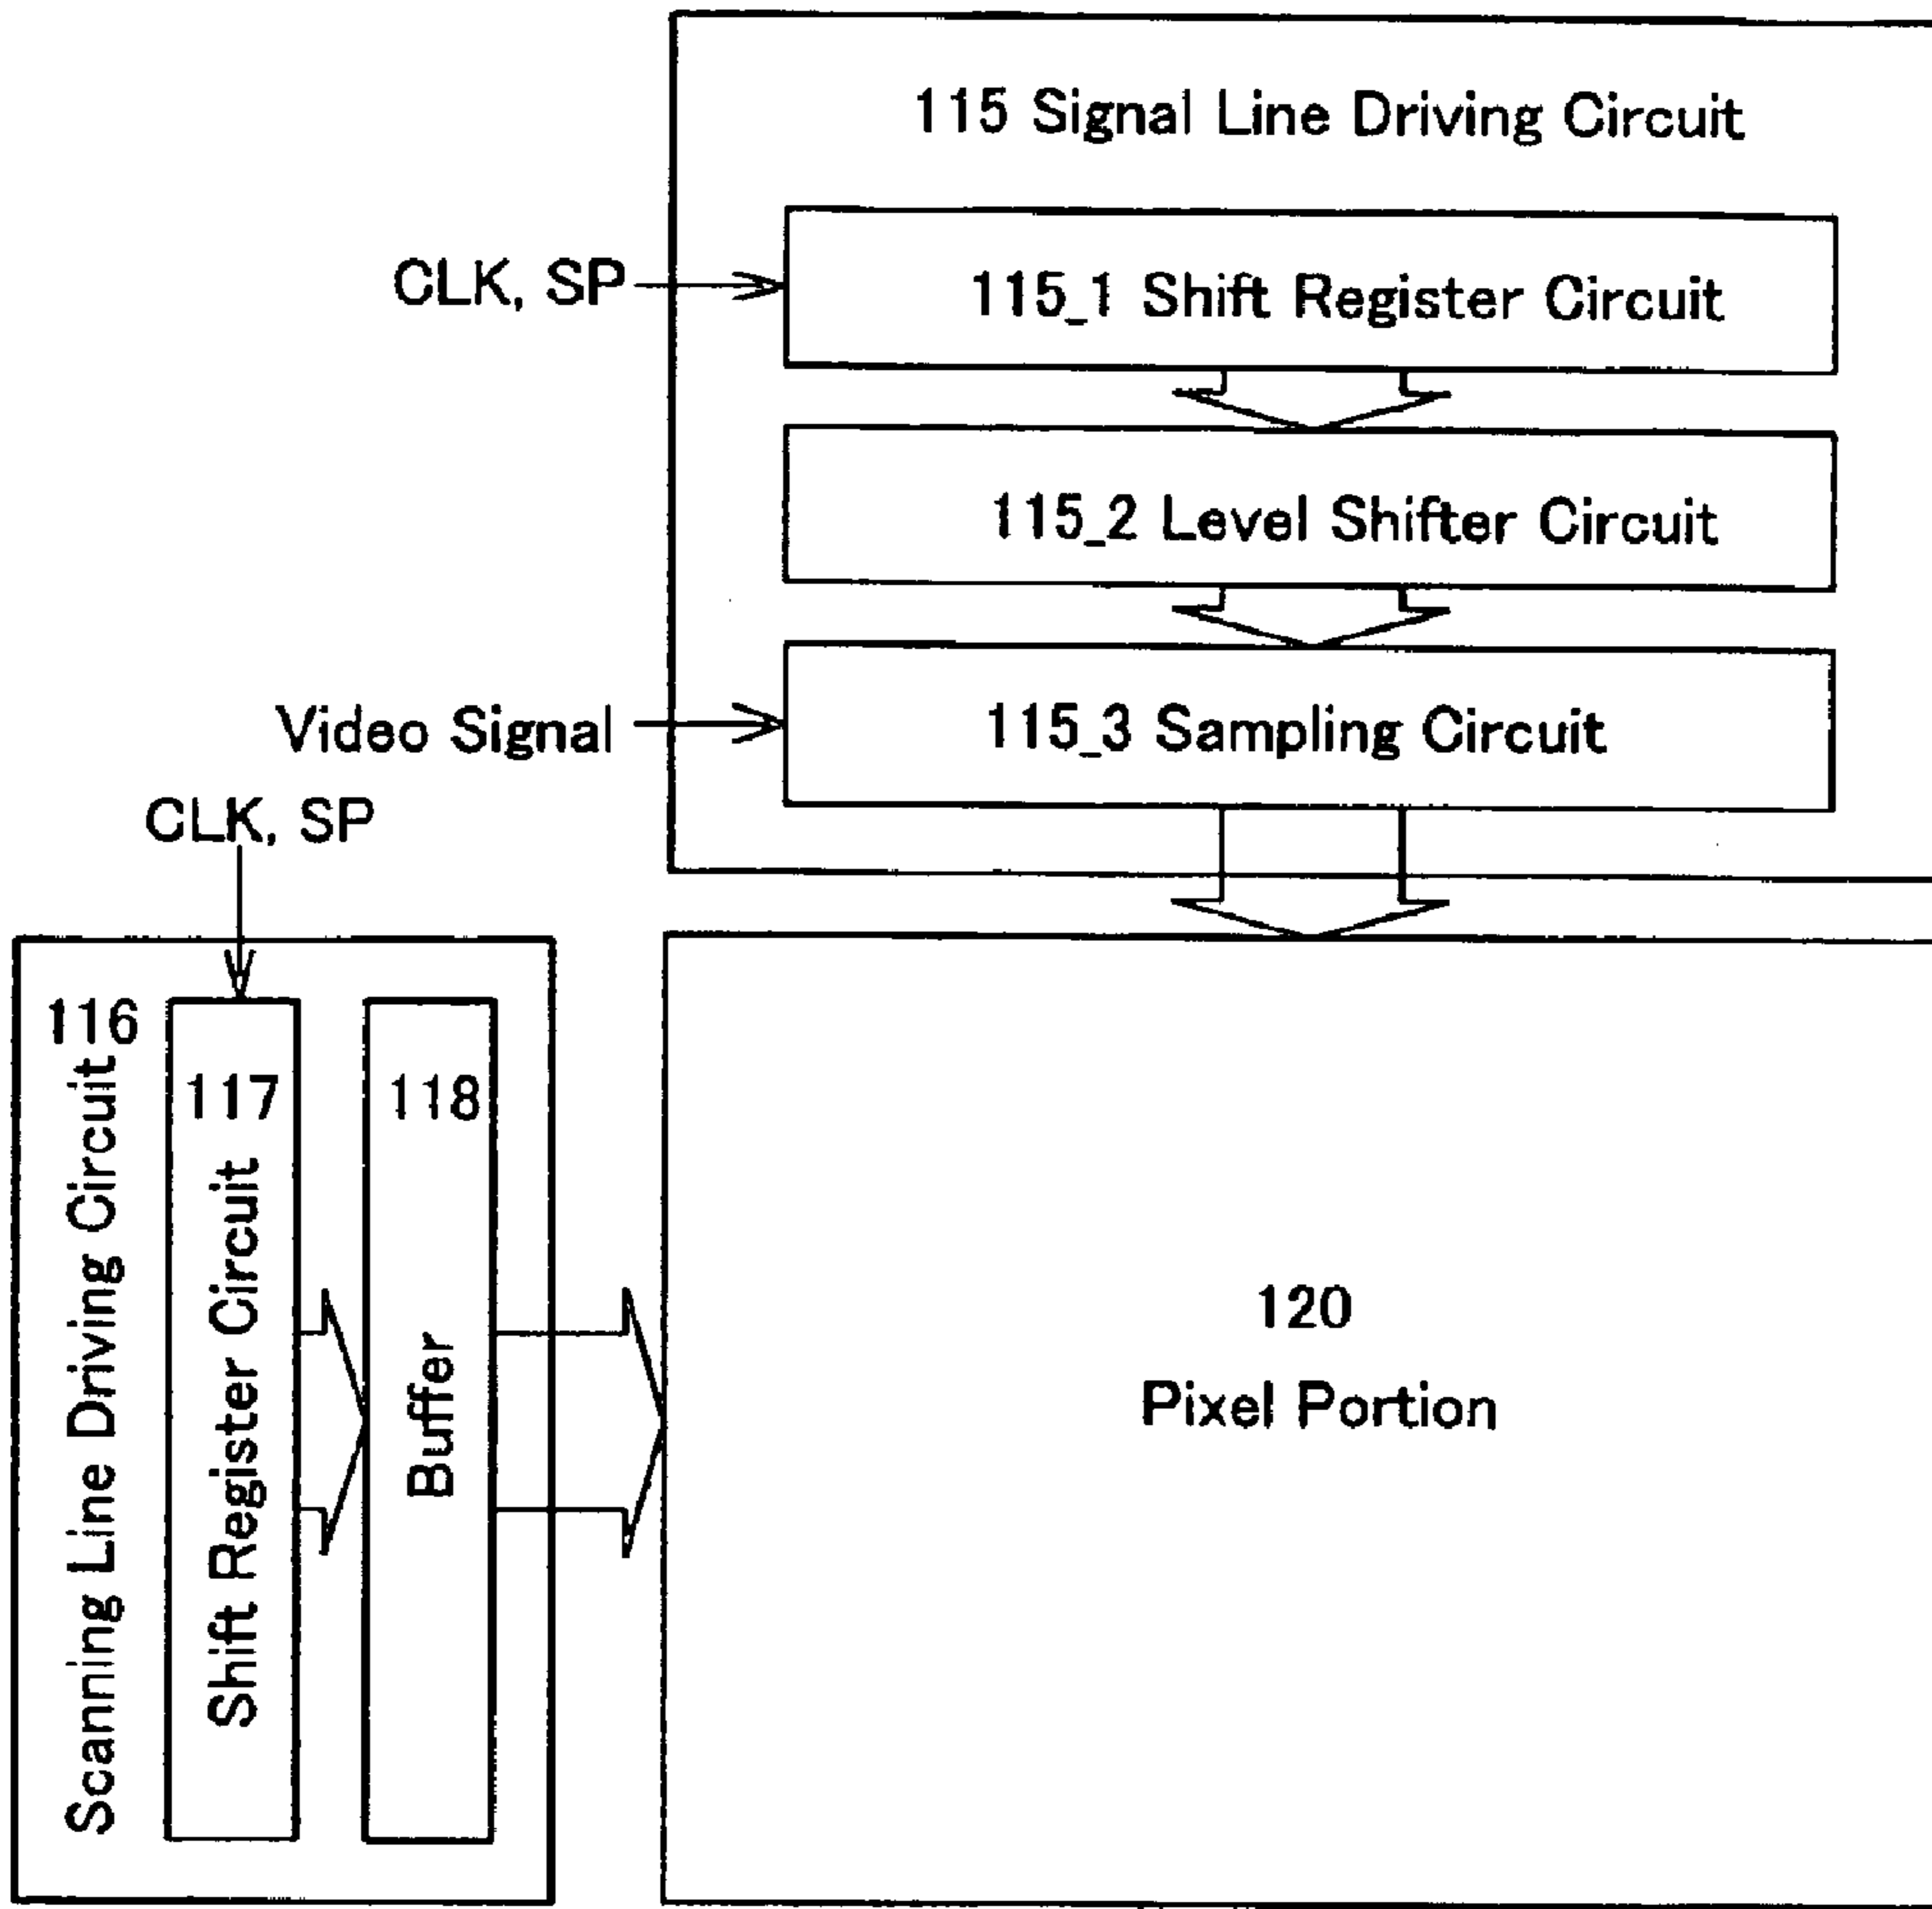 115 Signal Line Driving Circuit
CLK, SP
115_1 Shift Register Circuit
115_2 Level Shifter Circuit
Video Signal
115_3 Sampling Circuit
CLK, SP
116
Scanning Line Driving Circuit
117
Shift Register Circuit
118
Buffer
120
Pixel Portion